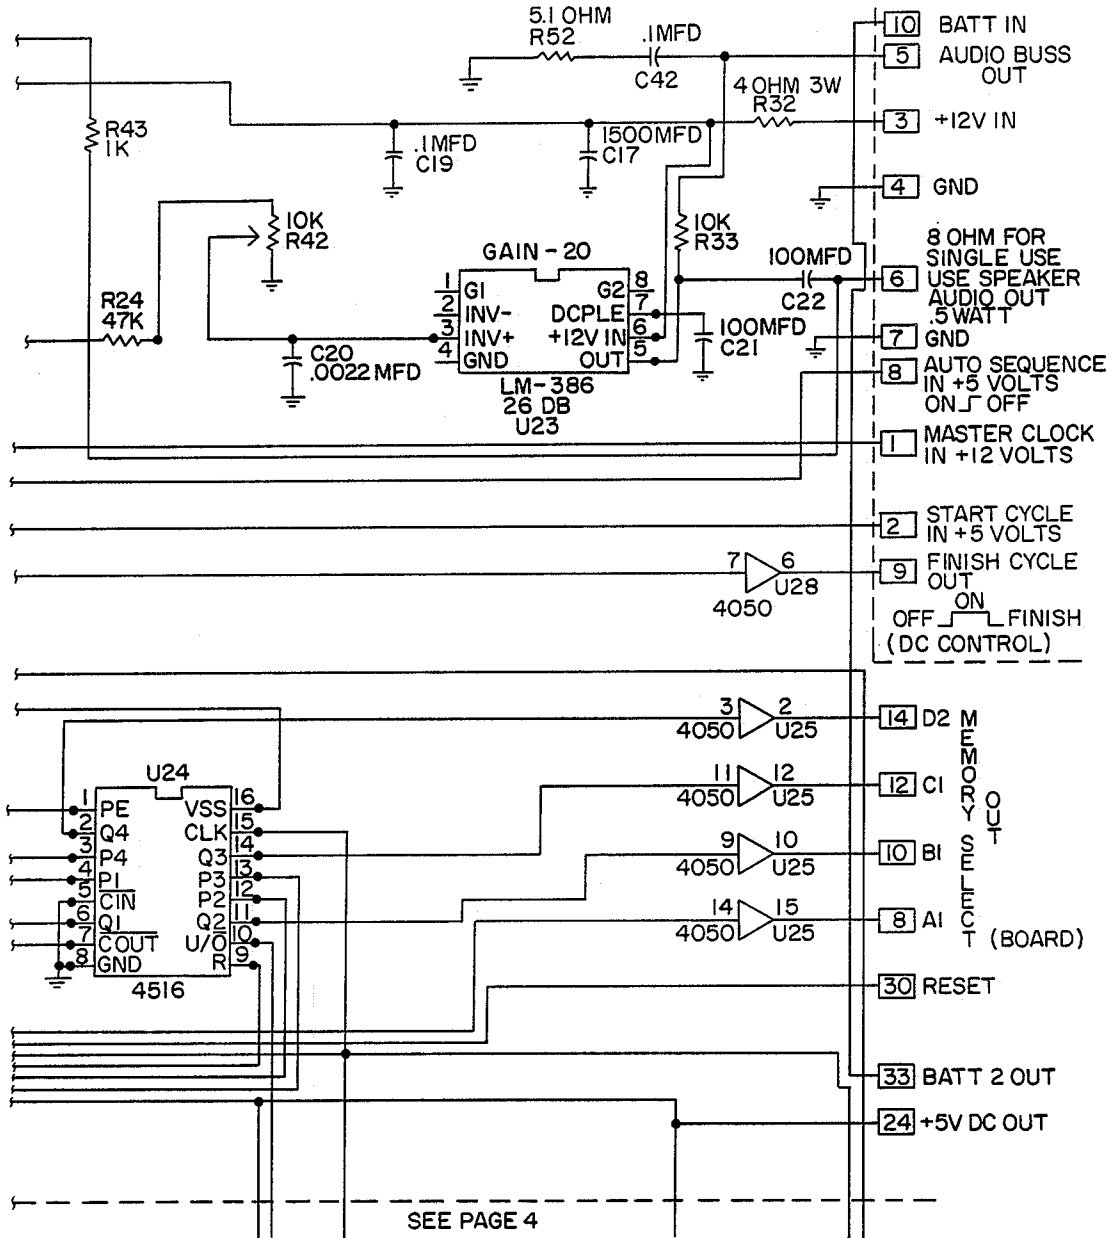 5.1 OHM
R52
.1MFD
C42
10 BATT IN
5 AUDIO BUSS
OUT
4 OHM 3W
R32
3 +12V IN
R43
1K
.1MFD
C19
1500MFD
C17
4 GND
10K
R42
10K
R33
GAIN-20
100MFD
C22
8 OHM FOR
SINGLE USE
6 USE SPEAKER
AUDIO OUT
.5 WATT
7 GND
R24
47K
1 G1
2 INV-
3 INV+
4 GND
G2 8
DCPLE 7
+12V IN 6
OUT 5
LM-386
26 DB
U23
C20
.0022 MFD
100MFD
C21
8 AUTO SEQUENCE
IN +5 VOLTS
ON OFF
1 MASTER CLOCK
IN +12 VOLTS
2 START CYCLE
IN +5 VOLTS
7 6
4050 U28
9 FINISH CYCLE
OUT
ON
OFF FINISH
(DC CONTROL)
3 2
4050 U25
14 D2
11 12
4050 U25
12 C1
9 10
4050 U25
10 B1
14 15
4050 U25
8 A1
MEMORY SELECT
OUT
(BOARD)
U24
1 PE
2 Q4
3 P4
4 P1
5 CIN
6 Q1
7 COUT
8 GND
VSS 16
CLK 15
Q3 14
P3 13
P2 12
Q2 11
U/O 10
R 9
4516
30 RESET
33 BATT 2 OUT
24 +5V DC OUT
SEE PAGE 4